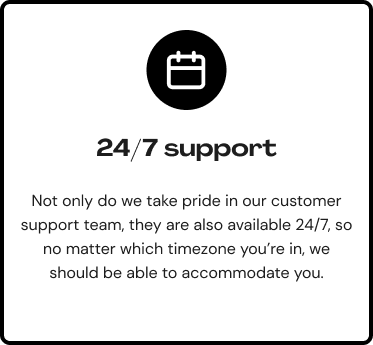 24/7 support
Not only do we take pride in our customer
support team, they are also available 24/7, so
no matter which timezone you’re in, we
should be able to accommodate you.